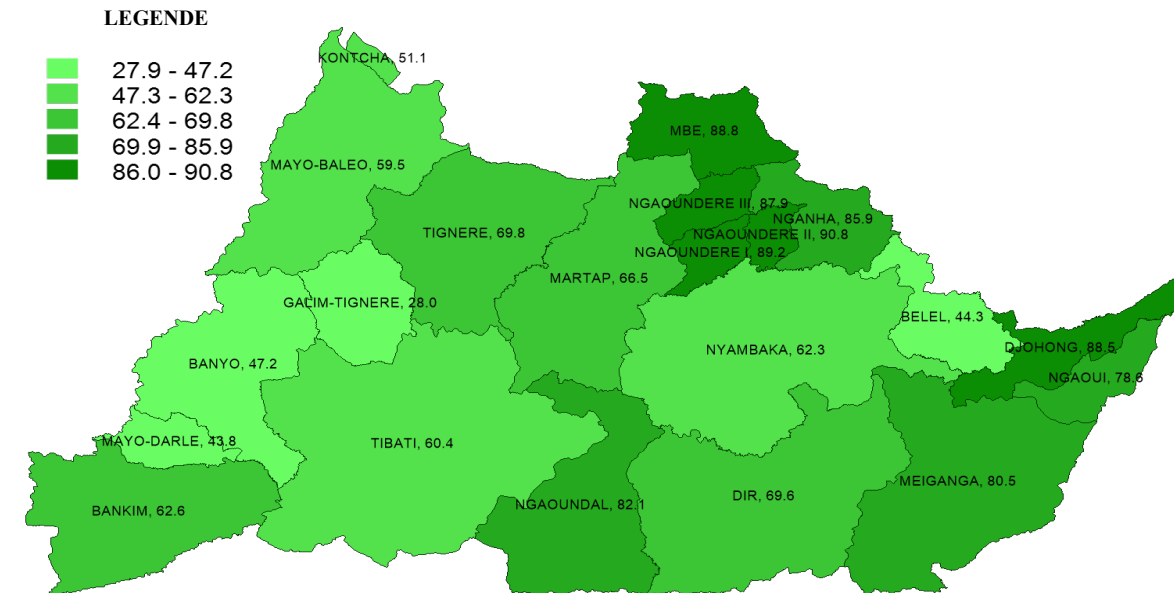 LEGENDE
27.9 - 47.2
47.3 - 62.3
62.4 - 69.8
69.9 - 85.9
86.0 - 90.8
KONTCHA, 51.1
MBE, 88.8
MAYO-BALEO, 59.5
NGAOUNDERE III, 87.9
NGANHA, 85.9
TIGNERE, 69.8
NGAOUNDERE II, 90.8
NGAOUNDERE I, 89.2
MARTAP, 66.5
GALIM-TIGNERE, 28.0
BELEL, 44.3
DJOHONG, 88.5
NYAMBAKA, 62.3
BANYO, 47.2
NGAOUI, 78.6
MAYO-DARLE, 43.8
TIBATI, 60.4
MEIGANGA, 80.5
DIR, 69.6
NGAOUNDAL, 82.1
BANKIM, 62.6